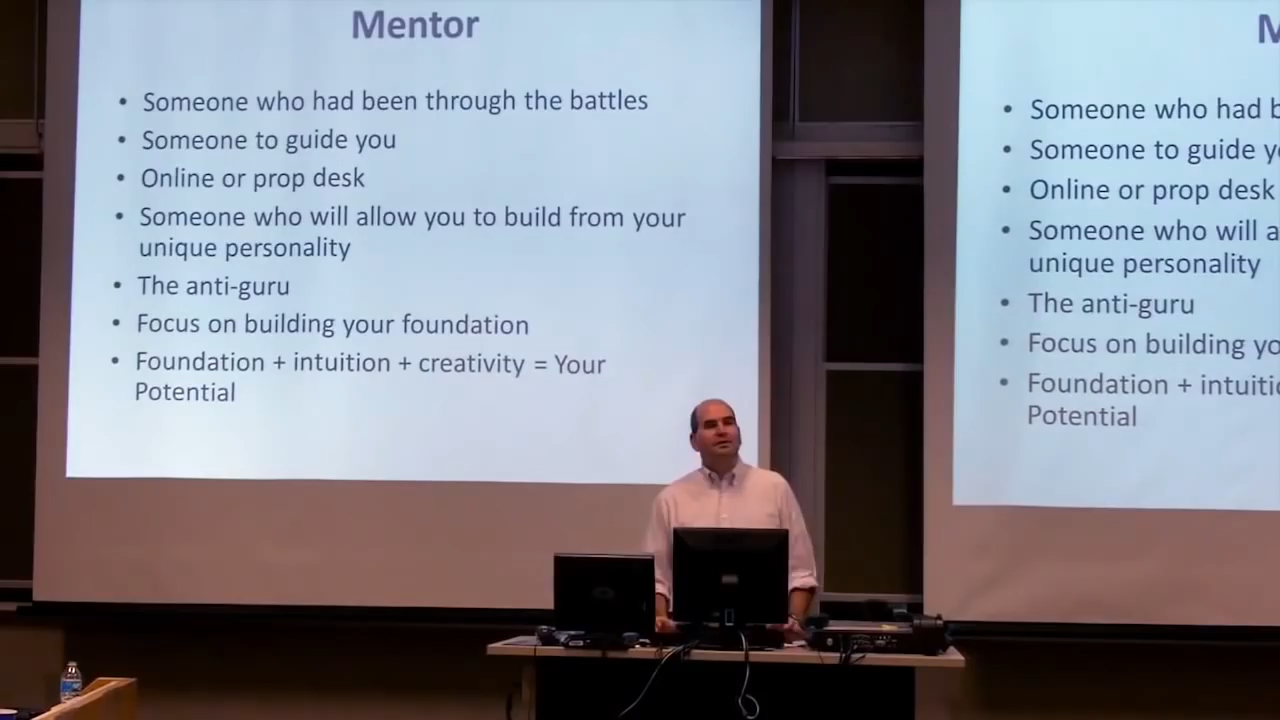 Mentor
• Someone who had been through the battles
• Someone to guide you
• Online or prop desk
• Someone who will allow you to build from your
unique personality
• The anti-guru
• Focus on building your foundation
• Foundation + intuition + creativity = Your
Potential
M
• Someone who had b
• Someone to guide y
• Online or prop desk
• Someone who will a
unique personality
• The anti-guru
• Focus on building yo
• Foundation + intuitio
Potential